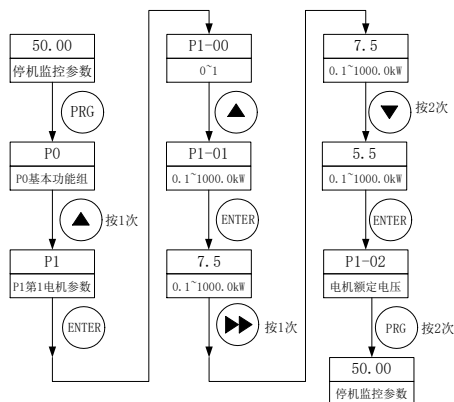 50.00
停机监控参数
PRG
P0
P0基本功能组
按1次
P1
P1第1电机参数
ENTER
P1-00
0~1
P1-01
0.1~1000.0kW
ENTER
7.5
0.1~1000.0kW
按1次
7.5
0.1~1000.0kW
按2次
5.5
0.1~1000.0kW
ENTER
P1-02
电机额定电压
PRG
按2次
50.00
停机监控参数